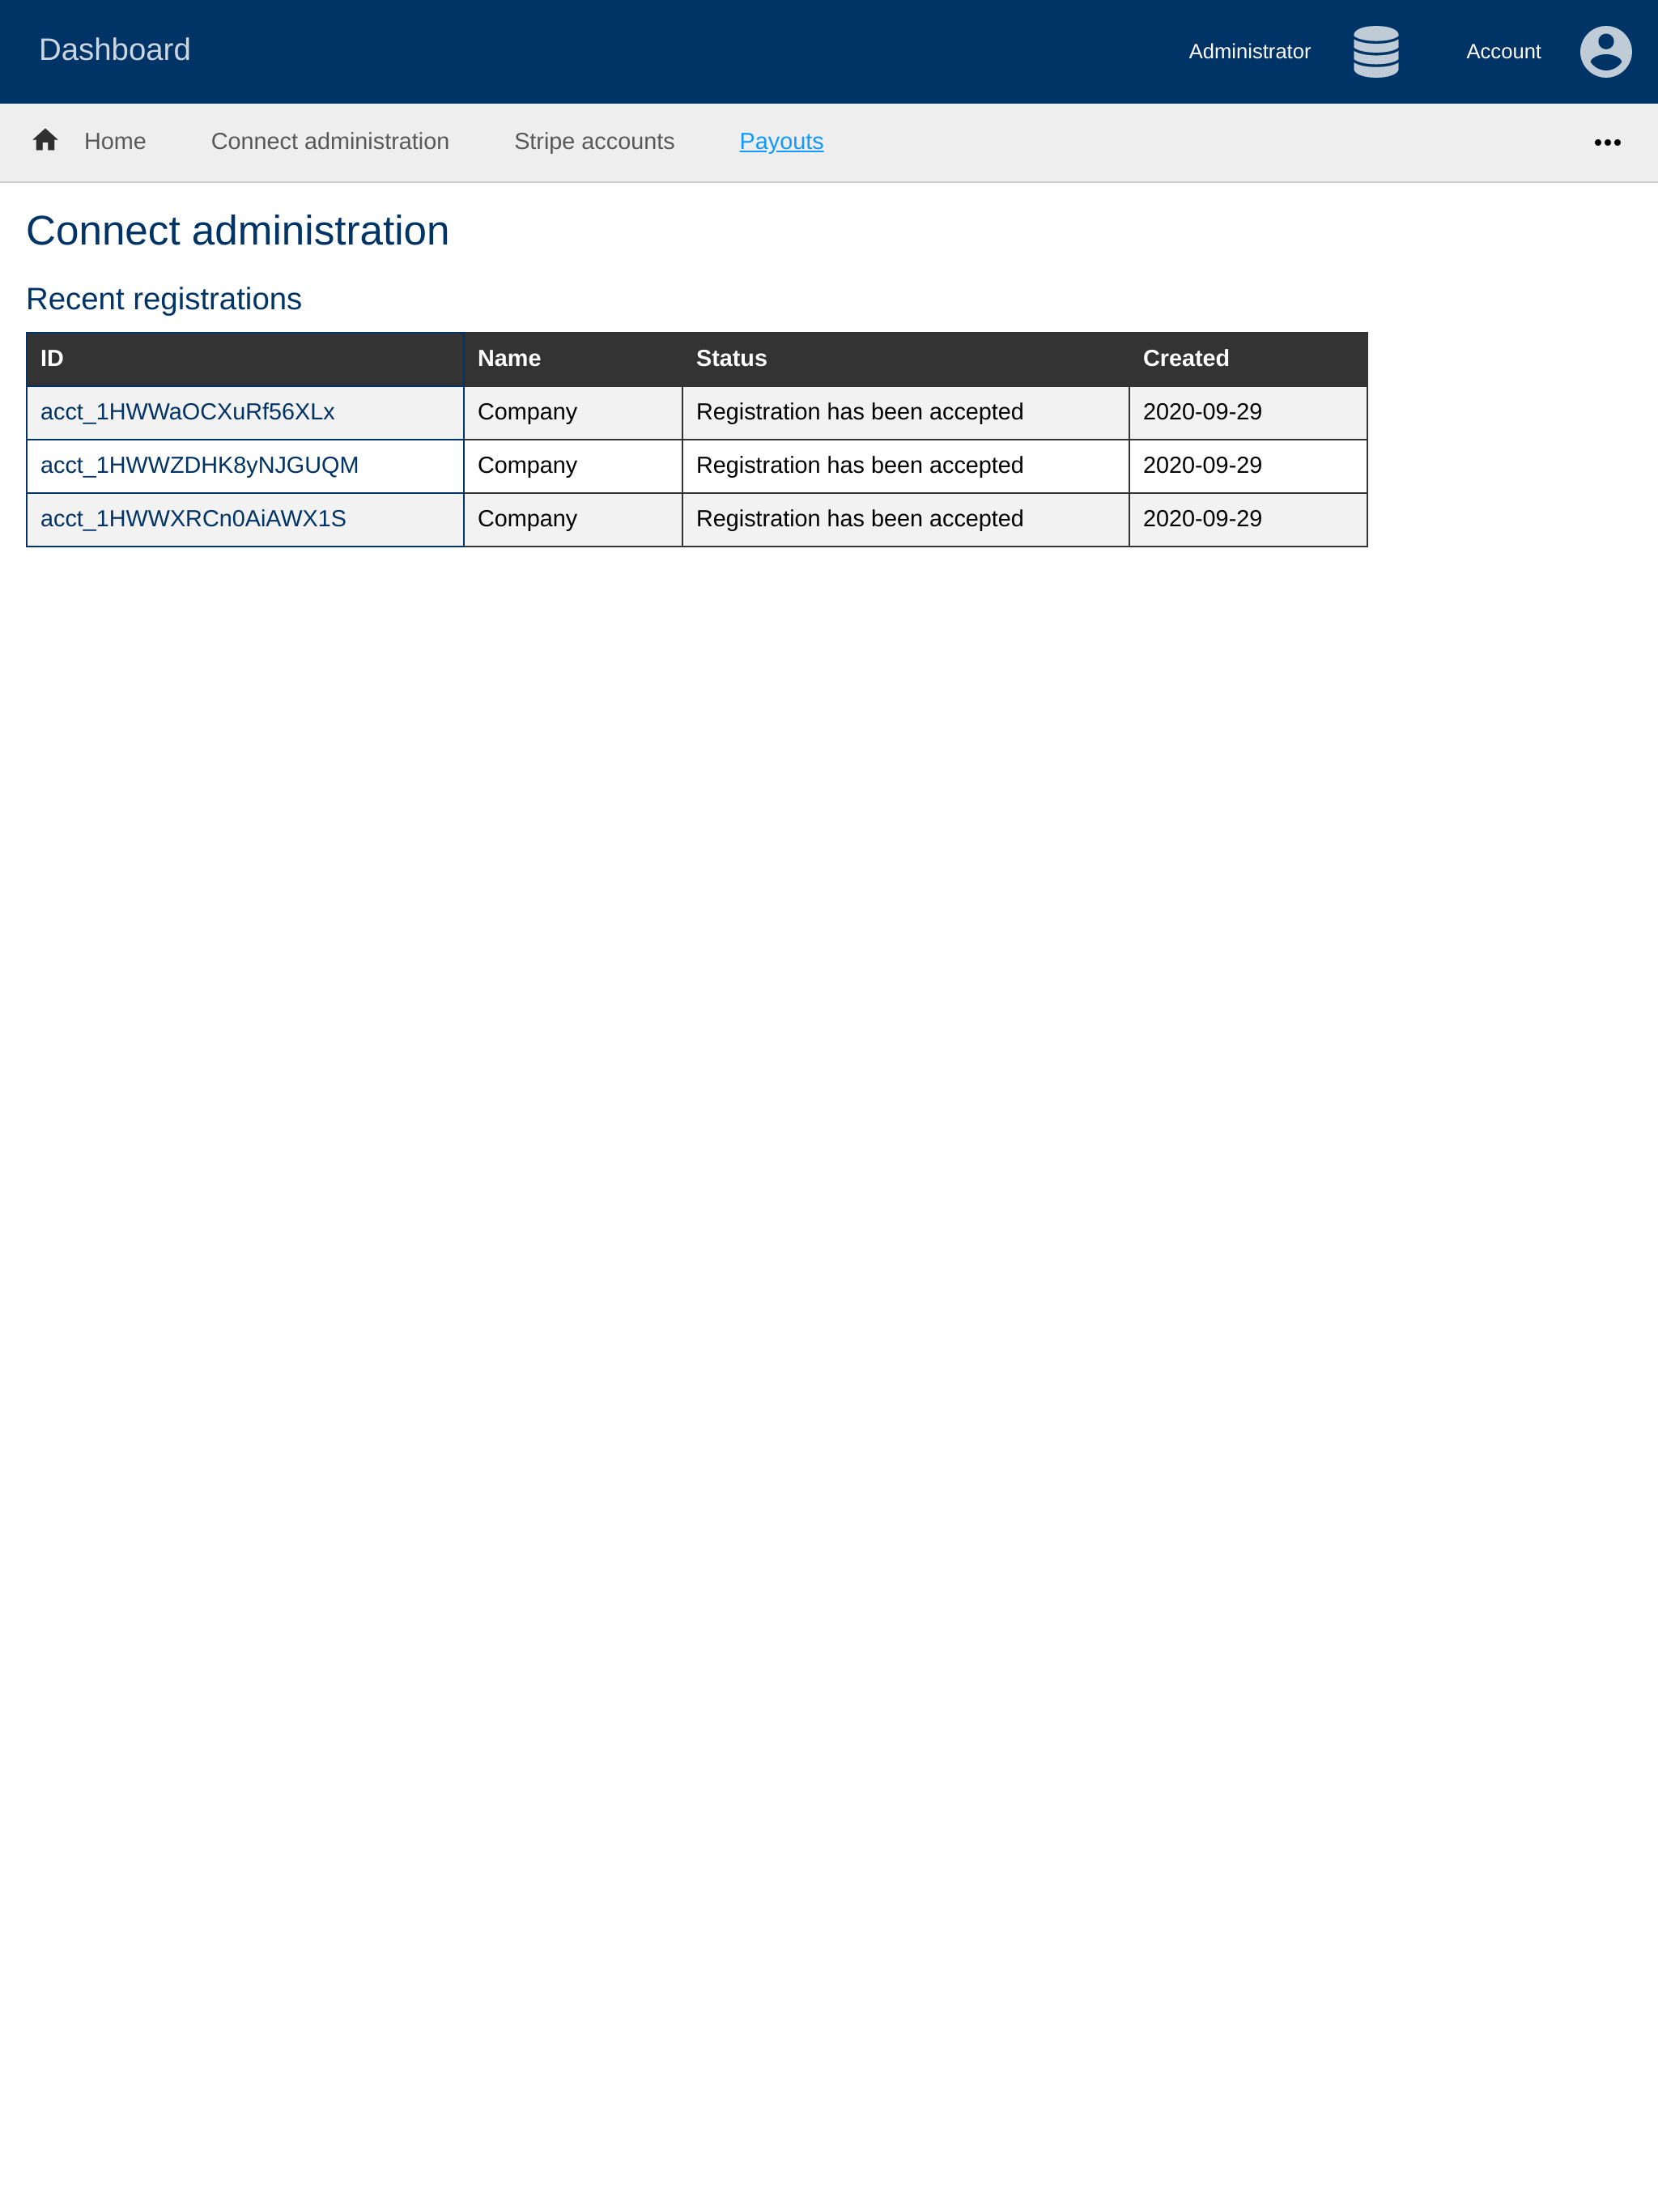 Dashboard Administrator Account
Home Connect administration Stripe accounts Payouts
Connect administration
Recent registrations
ID Name Status Created
acct_1HWWaOCXuRf56XLx Company Registration has been accepted 2020-09-29
acct_1HWWZDHK8yNJGUQM Company Registration has been accepted 2020-09-29
acct_1HWWXRCn0AiAWX1S Company Registration has been accepted 2020-09-29